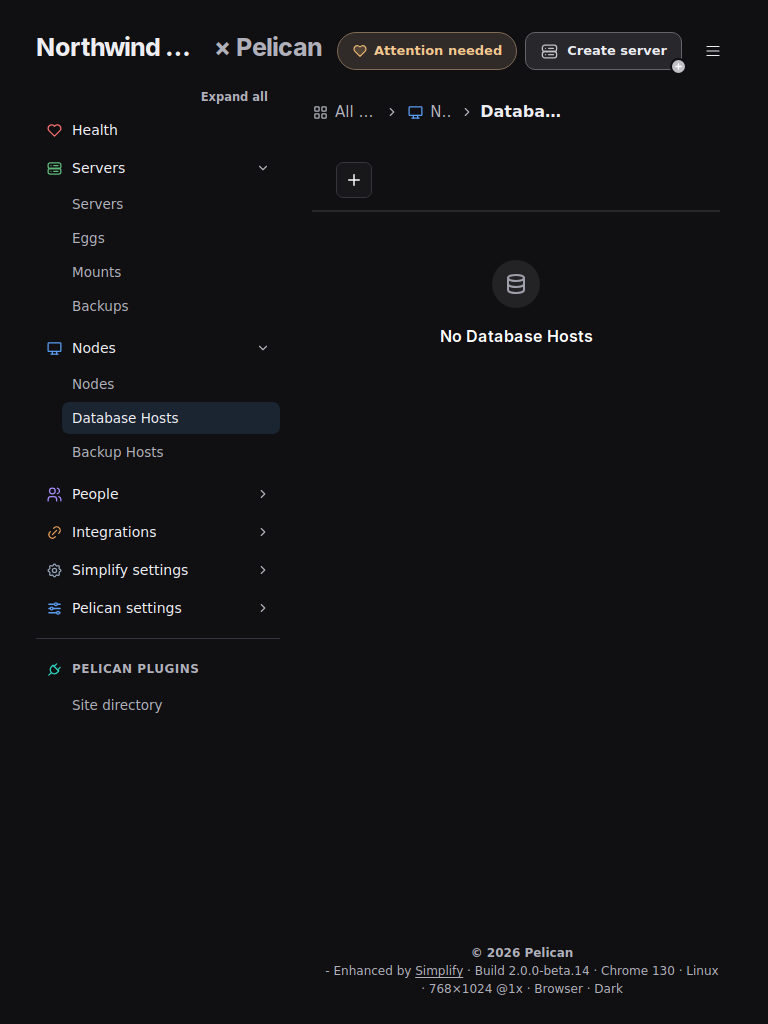 Northwind ... × Pelican
Attention needed
Create server
Expand all
All ... > N.. > Databa...
Health
Servers
Servers
Eggs
Mounts
Backups
Nodes
Nodes
Database Hosts
Backup Hosts
People
Integrations
Simplify settings
Pelican settings
PELICAN PLUGINS
Site directory
No Database Hosts
© 2026 Pelican
- Enhanced by Simplify · Build 2.0.0-beta.14 · Chrome 130 · Linux
· 768×1024 @1x · Browser · Dark